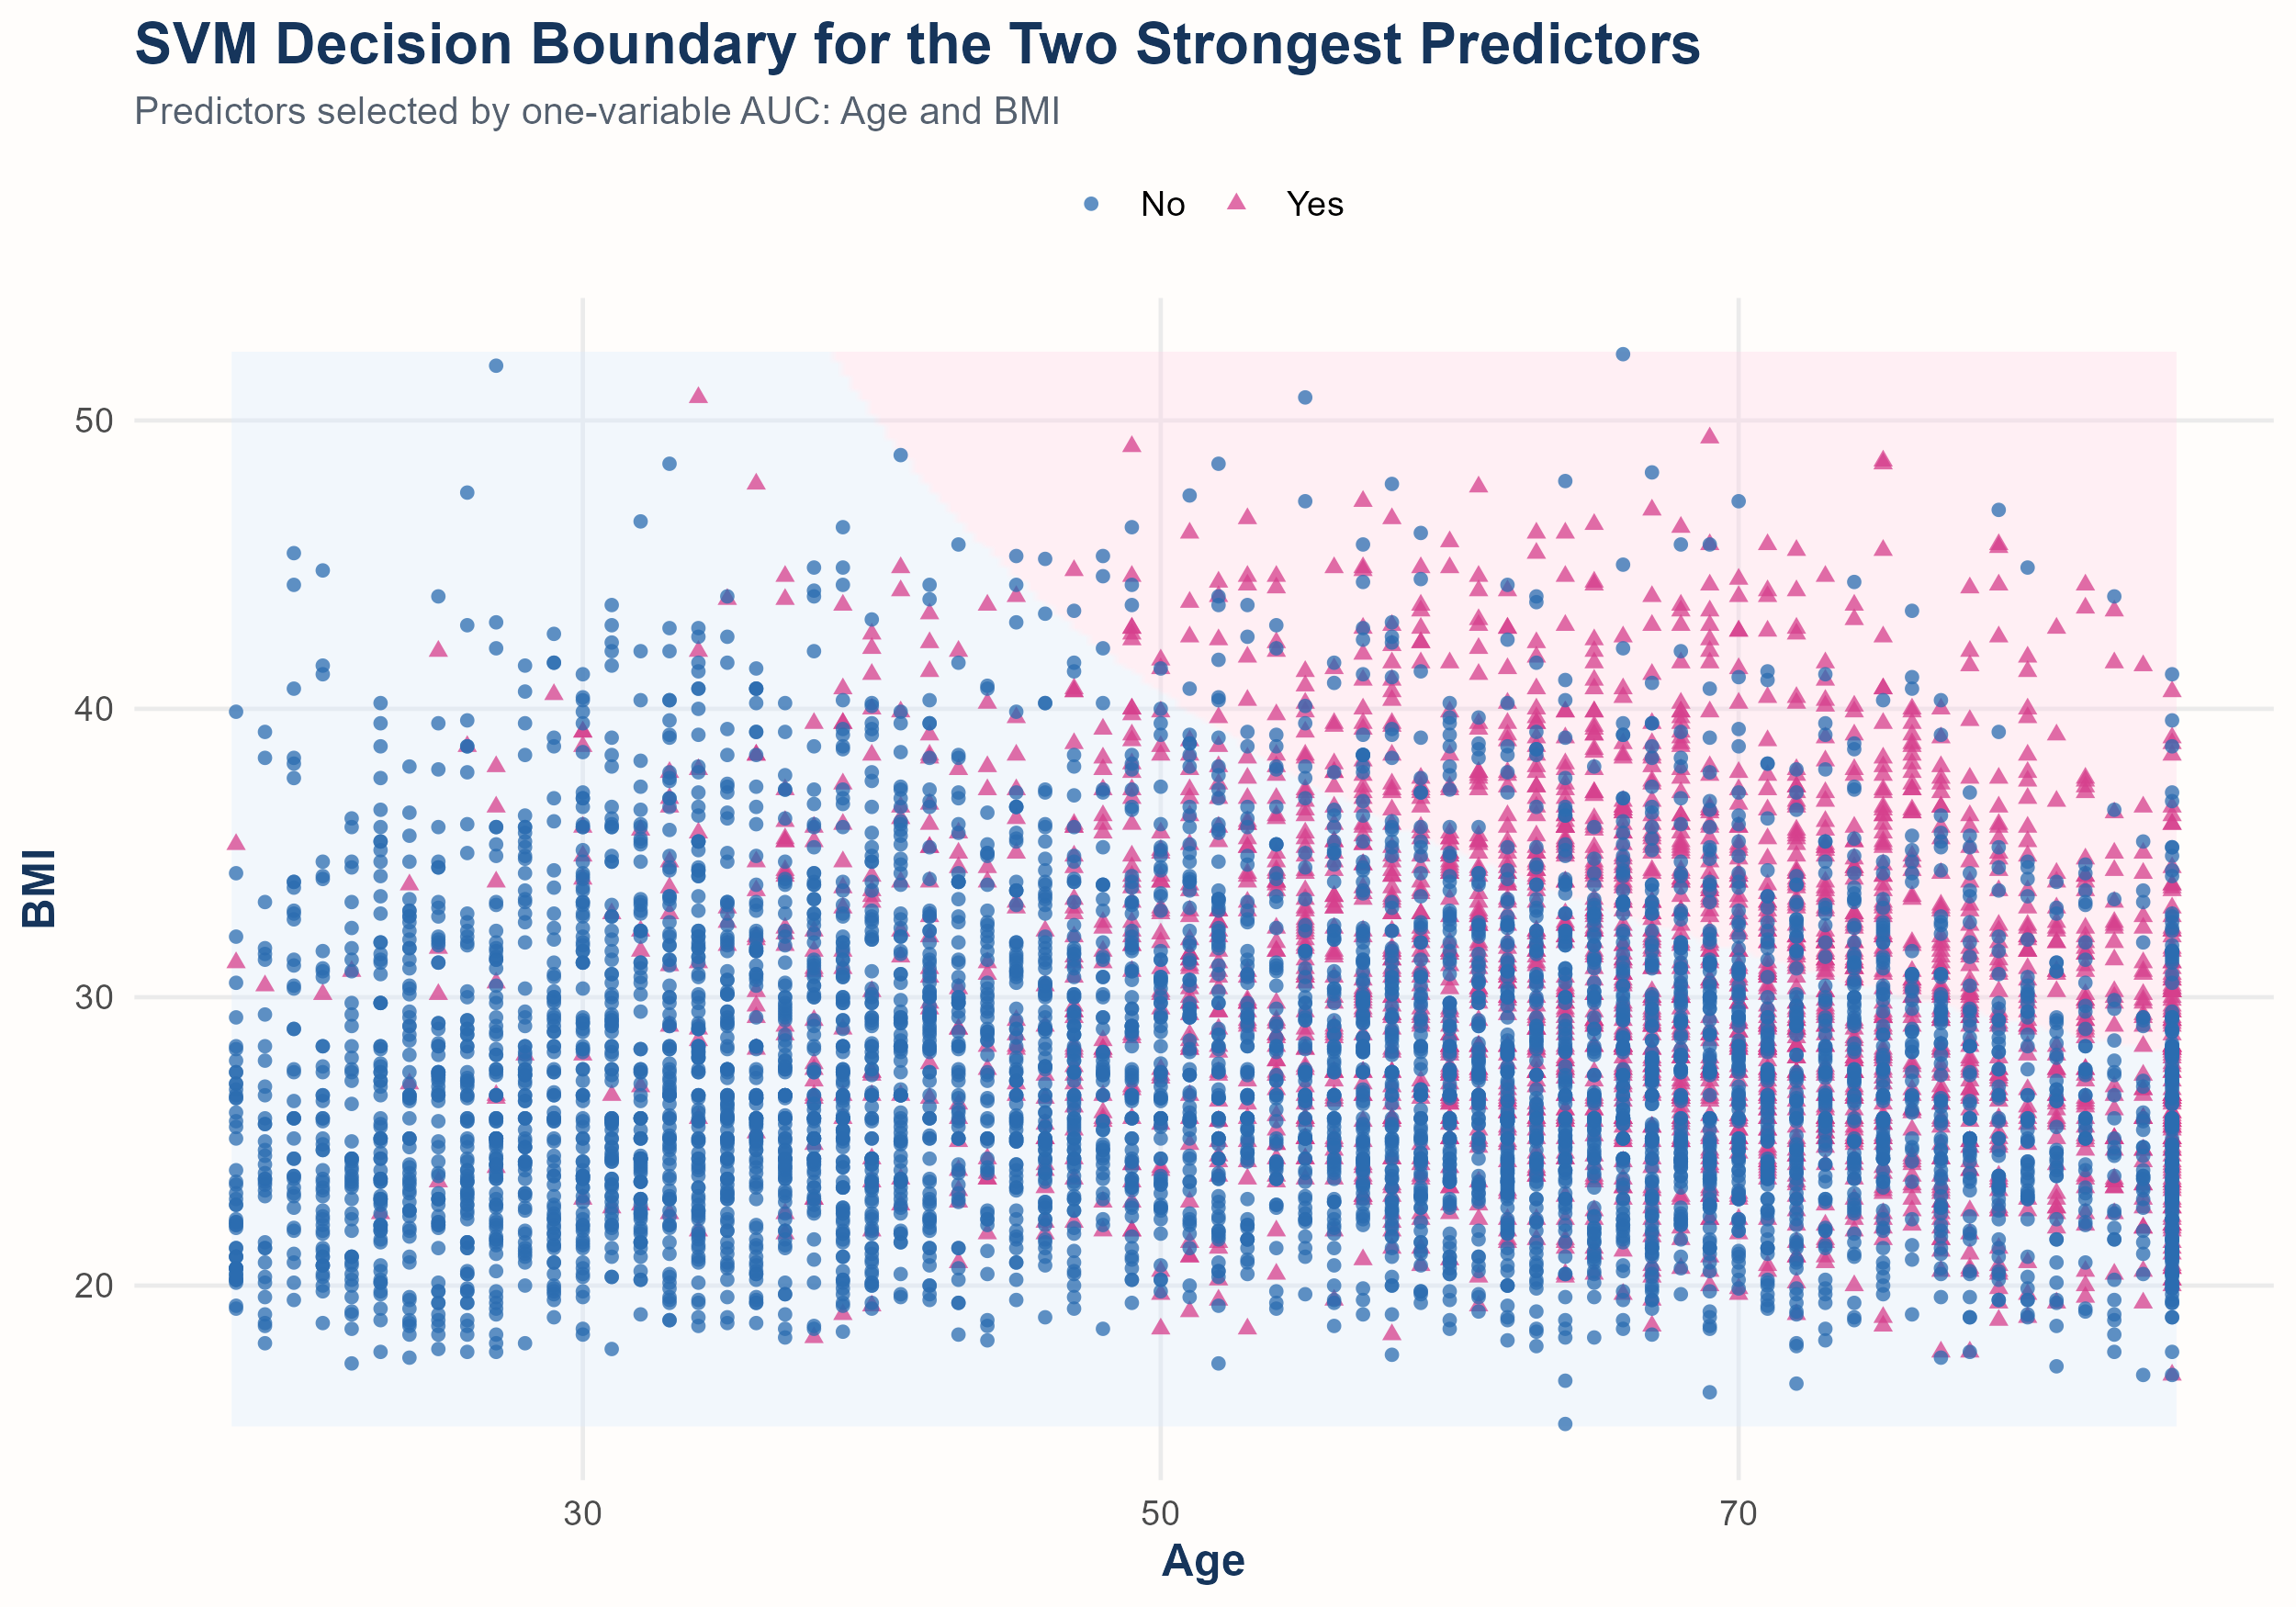 SVM Decision Boundary for the Two Strongest Predictors
Predictors selected by one-variable AUC: Age and BMI
No Yes
50
40
30
20
BMI
30 50 70
Age